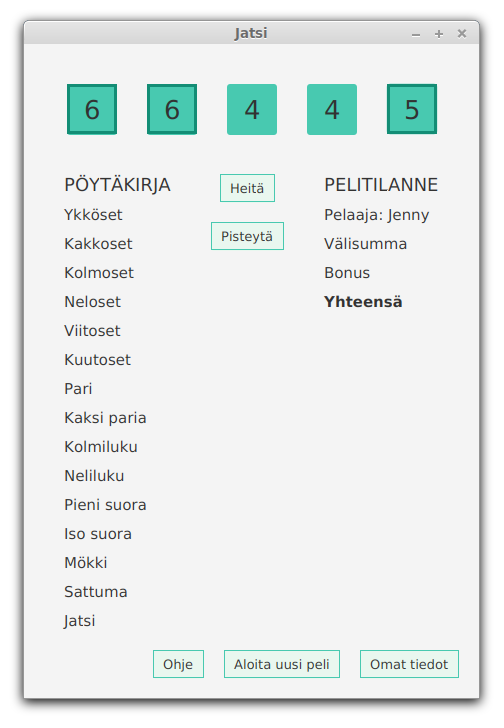 Jatsi
6 6 4 4 5
PÖYTÄKIRJA
Ykköset
Kakkoset
Kolmoset
Neloset
Viitoset
Kuutoset
Pari
Kaksi paria
Kolmiluku
Neliluku
Pieni suora
Iso suora
Mökki
Sattuma
Jatsi
Heitä
Pisteytä
PELITILANNE
Pelaaja: Jenny
Välisumma
Bonus
Yhteensä
Ohje
Aloita uusi peli
Omat tiedot